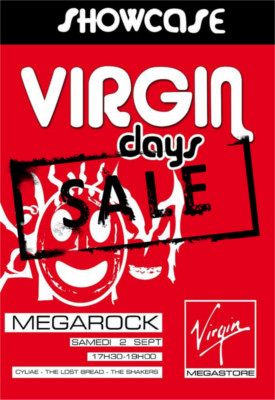 SHOWCASE
VIRGIN
days
SALE
MEGAROCK
SAMEDI 2 SEPT
17H30-19H00
CYLIAE - THE LOST BREAD - THE SHAKERS
Virgin
MEGASTORE